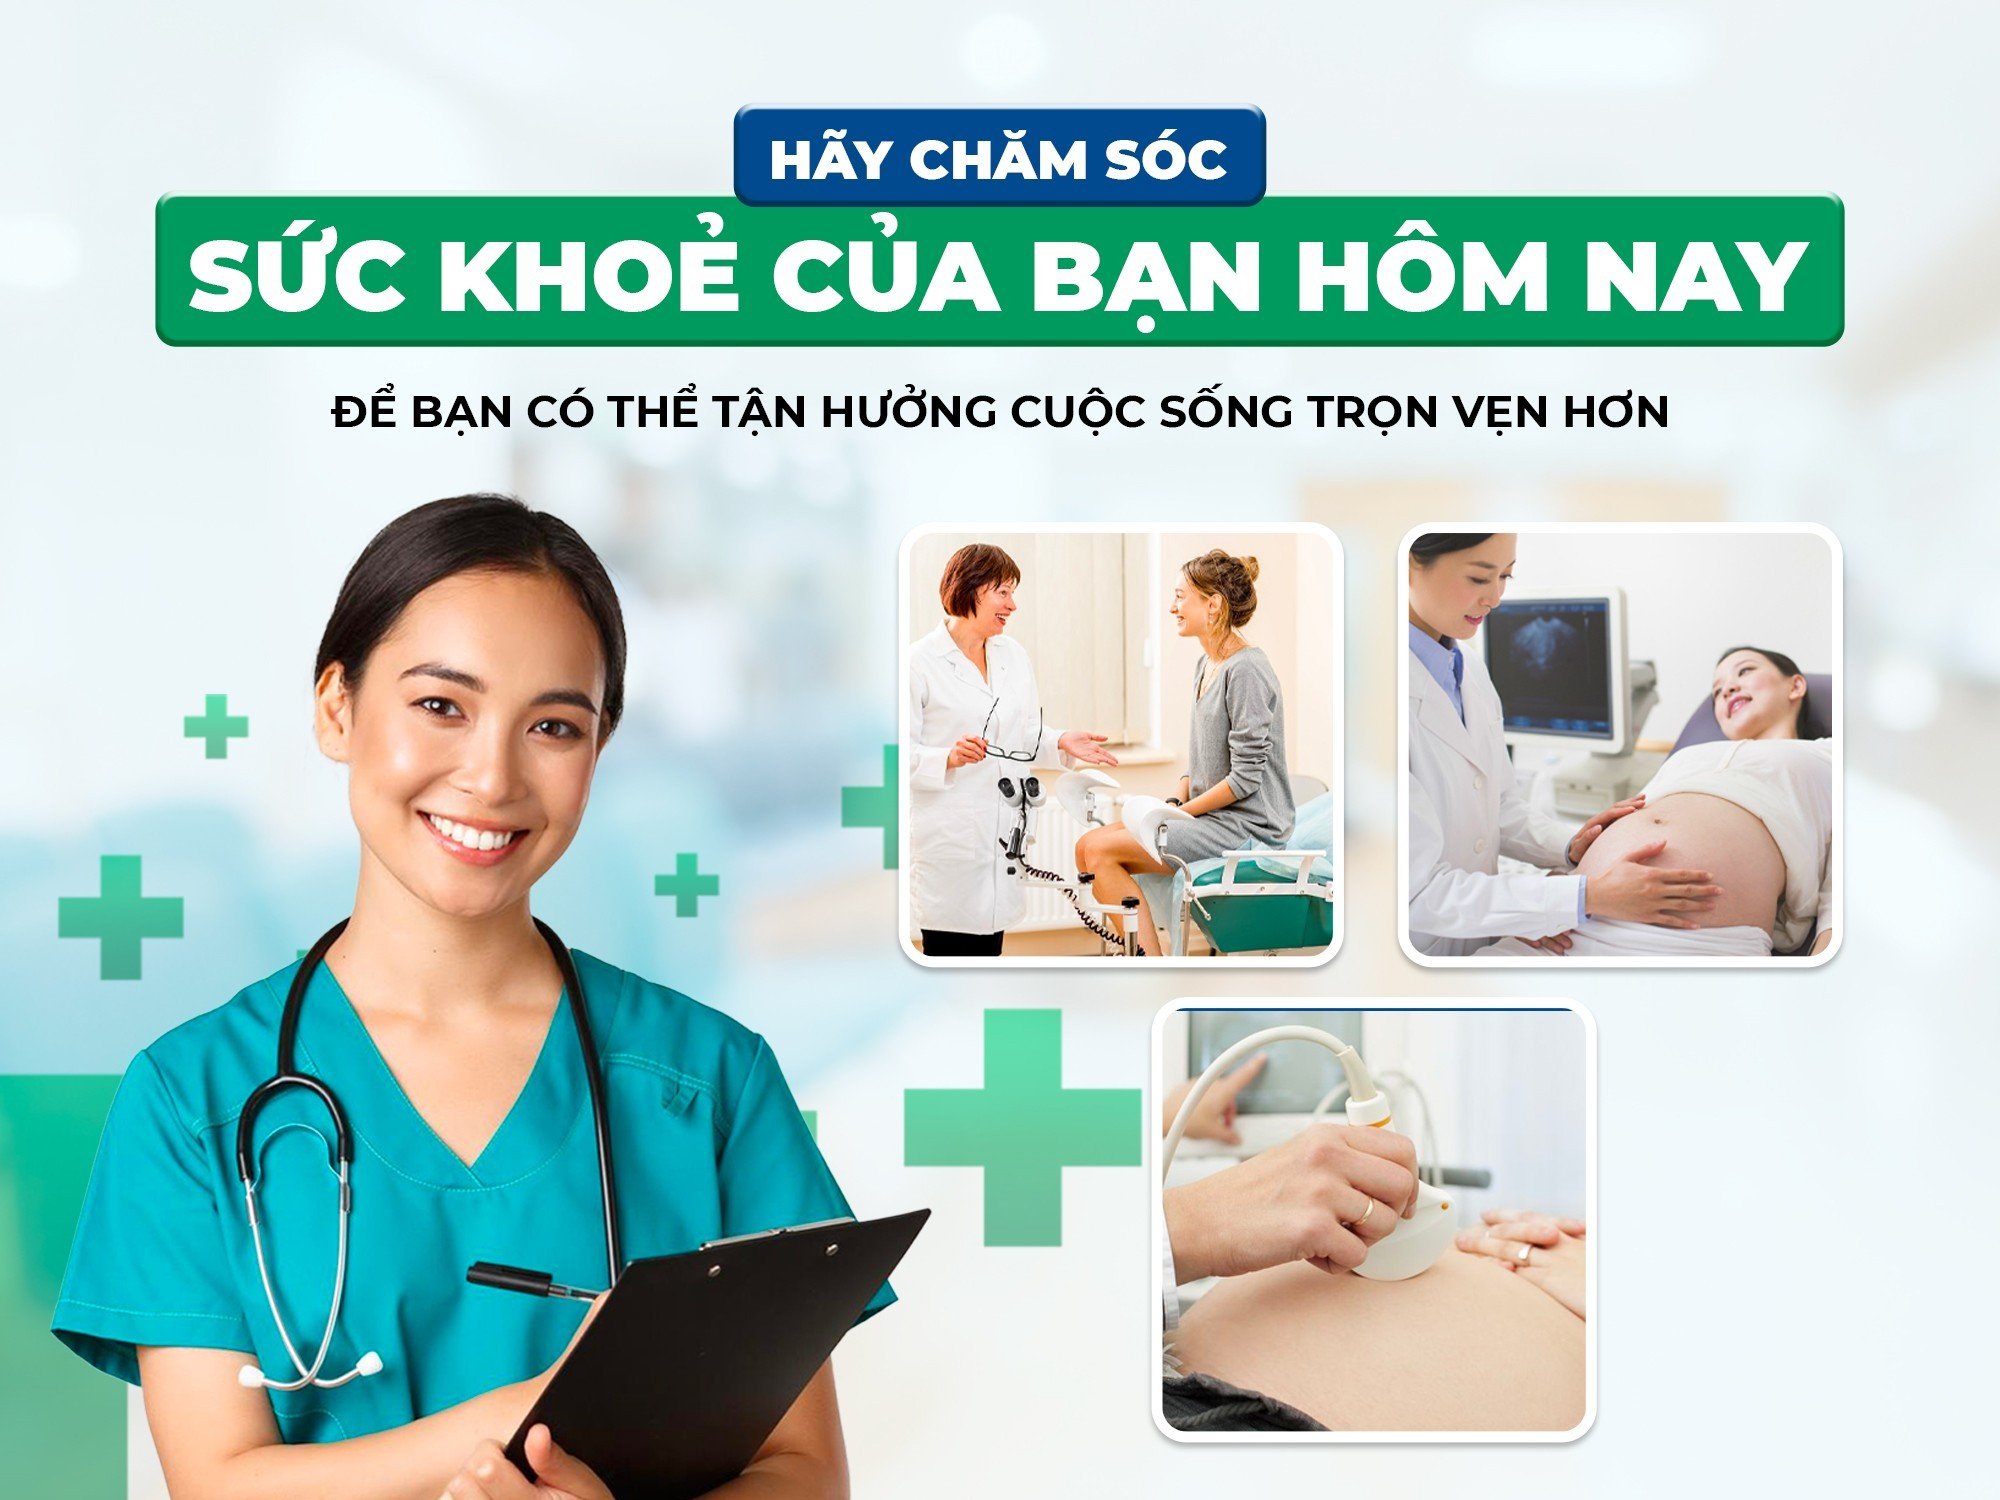 HÃY CHĂM SÓC
SỨC KHOẺ CỦA BẠN HÔM NAY
ĐỂ BẠN CÓ THỂ TẬN HƯỞNG CUỘC SỐNG TRỌN VẸN HƠN